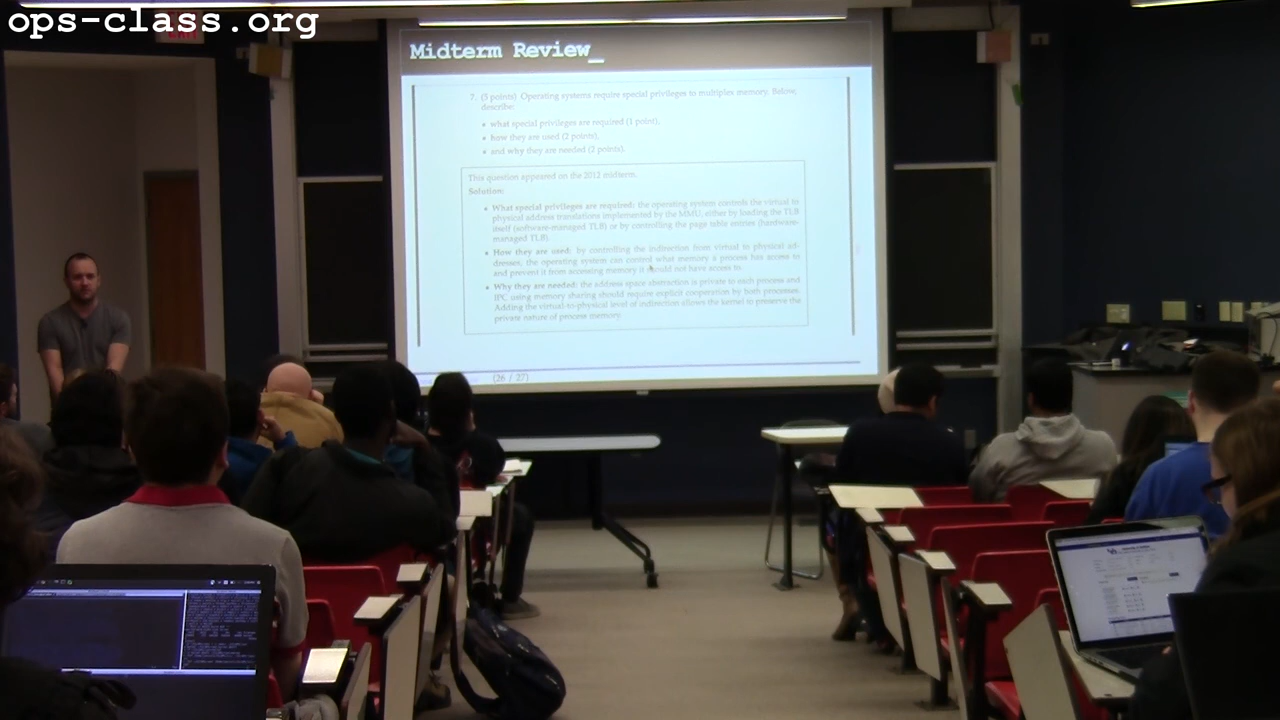 ops-class.org
EXIT
Midterm Review_
7. (5 points) Operating systems require special privileges to multiplex memory. Below,
describe:
• what special privileges are required (1 point),
• how they are used (2 points),
• and why they are needed (2 points).
This question appeared on the 2012 midterm.
Solution:
• What special privileges are required: the operating system controls the virtual to
physical address translations implemented by the MMU, either by loading the TLB
itself (software-managed TLB) or by controlling the page table entries (hardware-
managed TLB).
• How they are used: by controlling the indirection from virtual to physical ad-
dresses, the operating system can control what memory a process has access to
and prevent it from accessing memory it should not have access to.
• Why they are needed: the address space abstraction is private to each process and
IPC using memory sharing should require explicit cooperation by both processes.
Adding the virtual-to-physical level of indirection allows the kernel to preserve the
private nature of process memory.
(26 / 27)